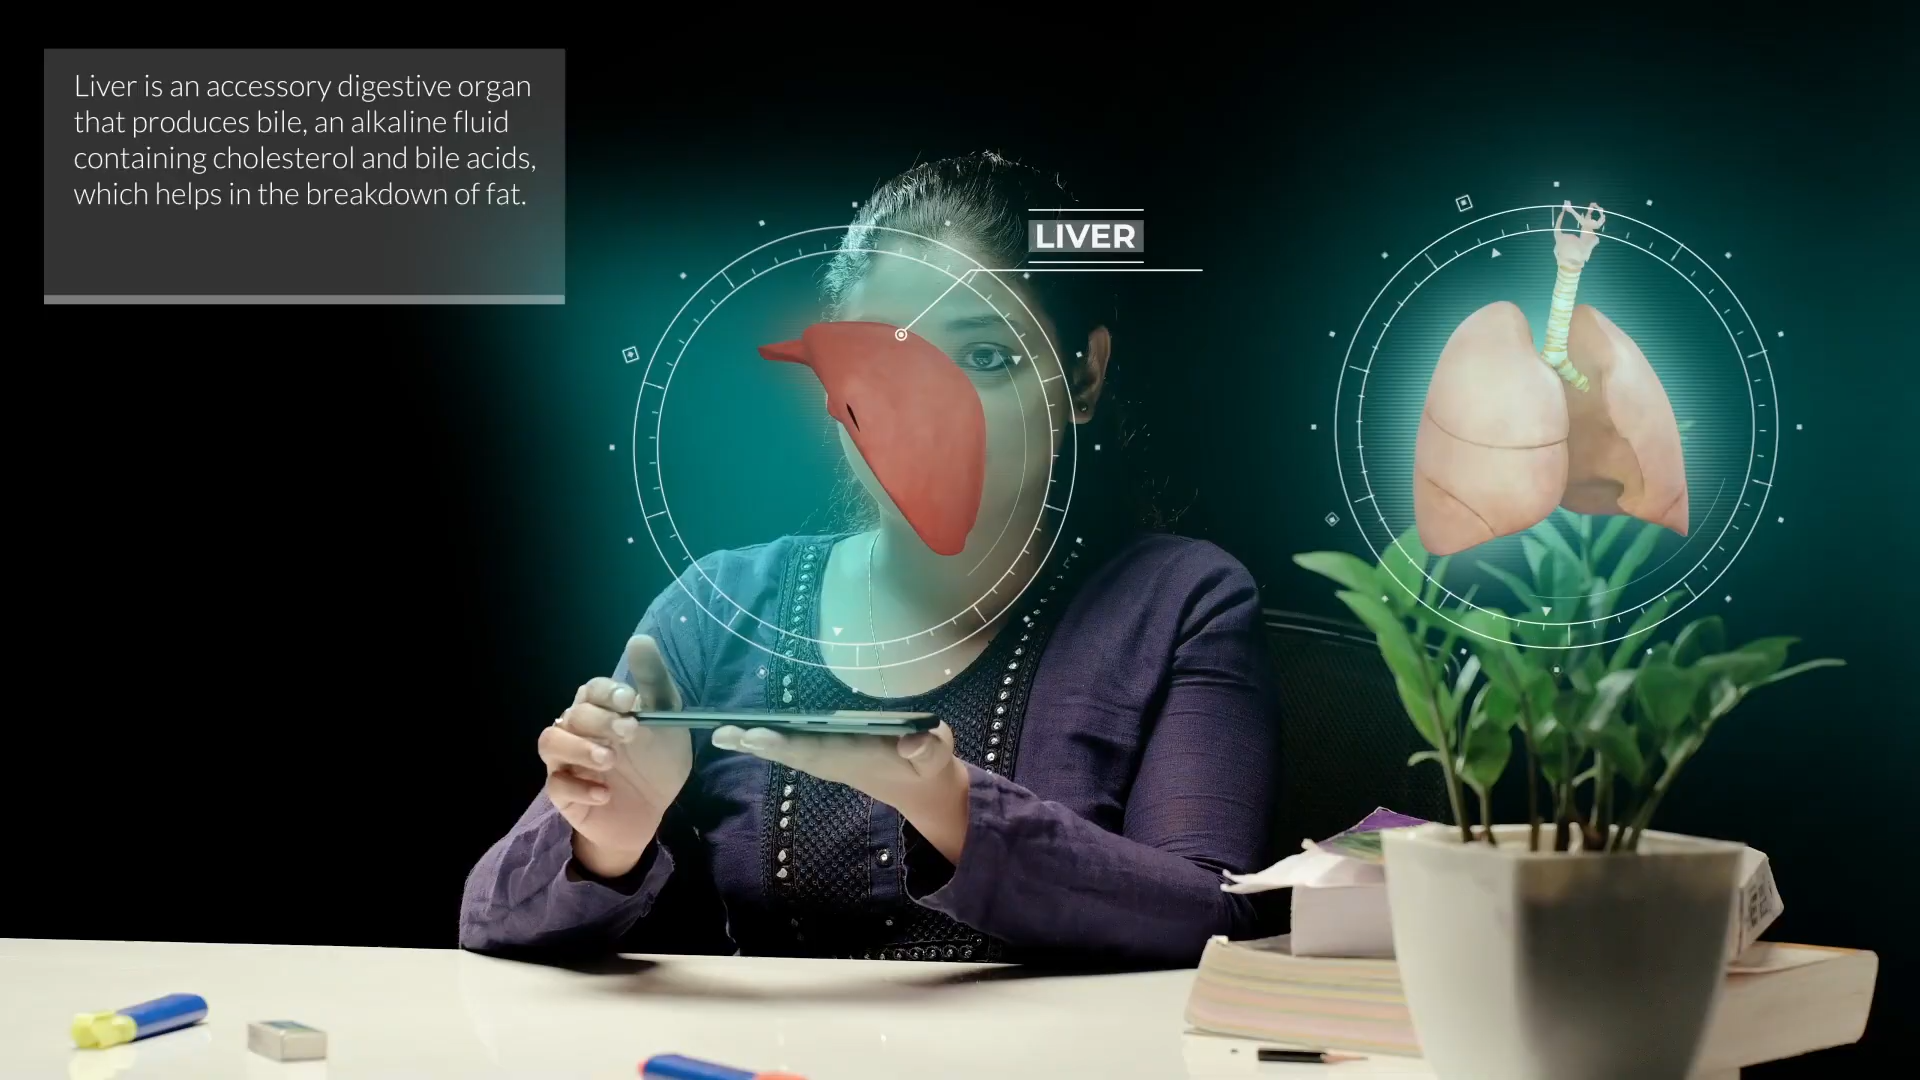 Liver is an accessory digestive organ
that produces bile, an alkaline fluid
containing cholesterol and bile acids,
which helps in the breakdown of fat.
LIVER